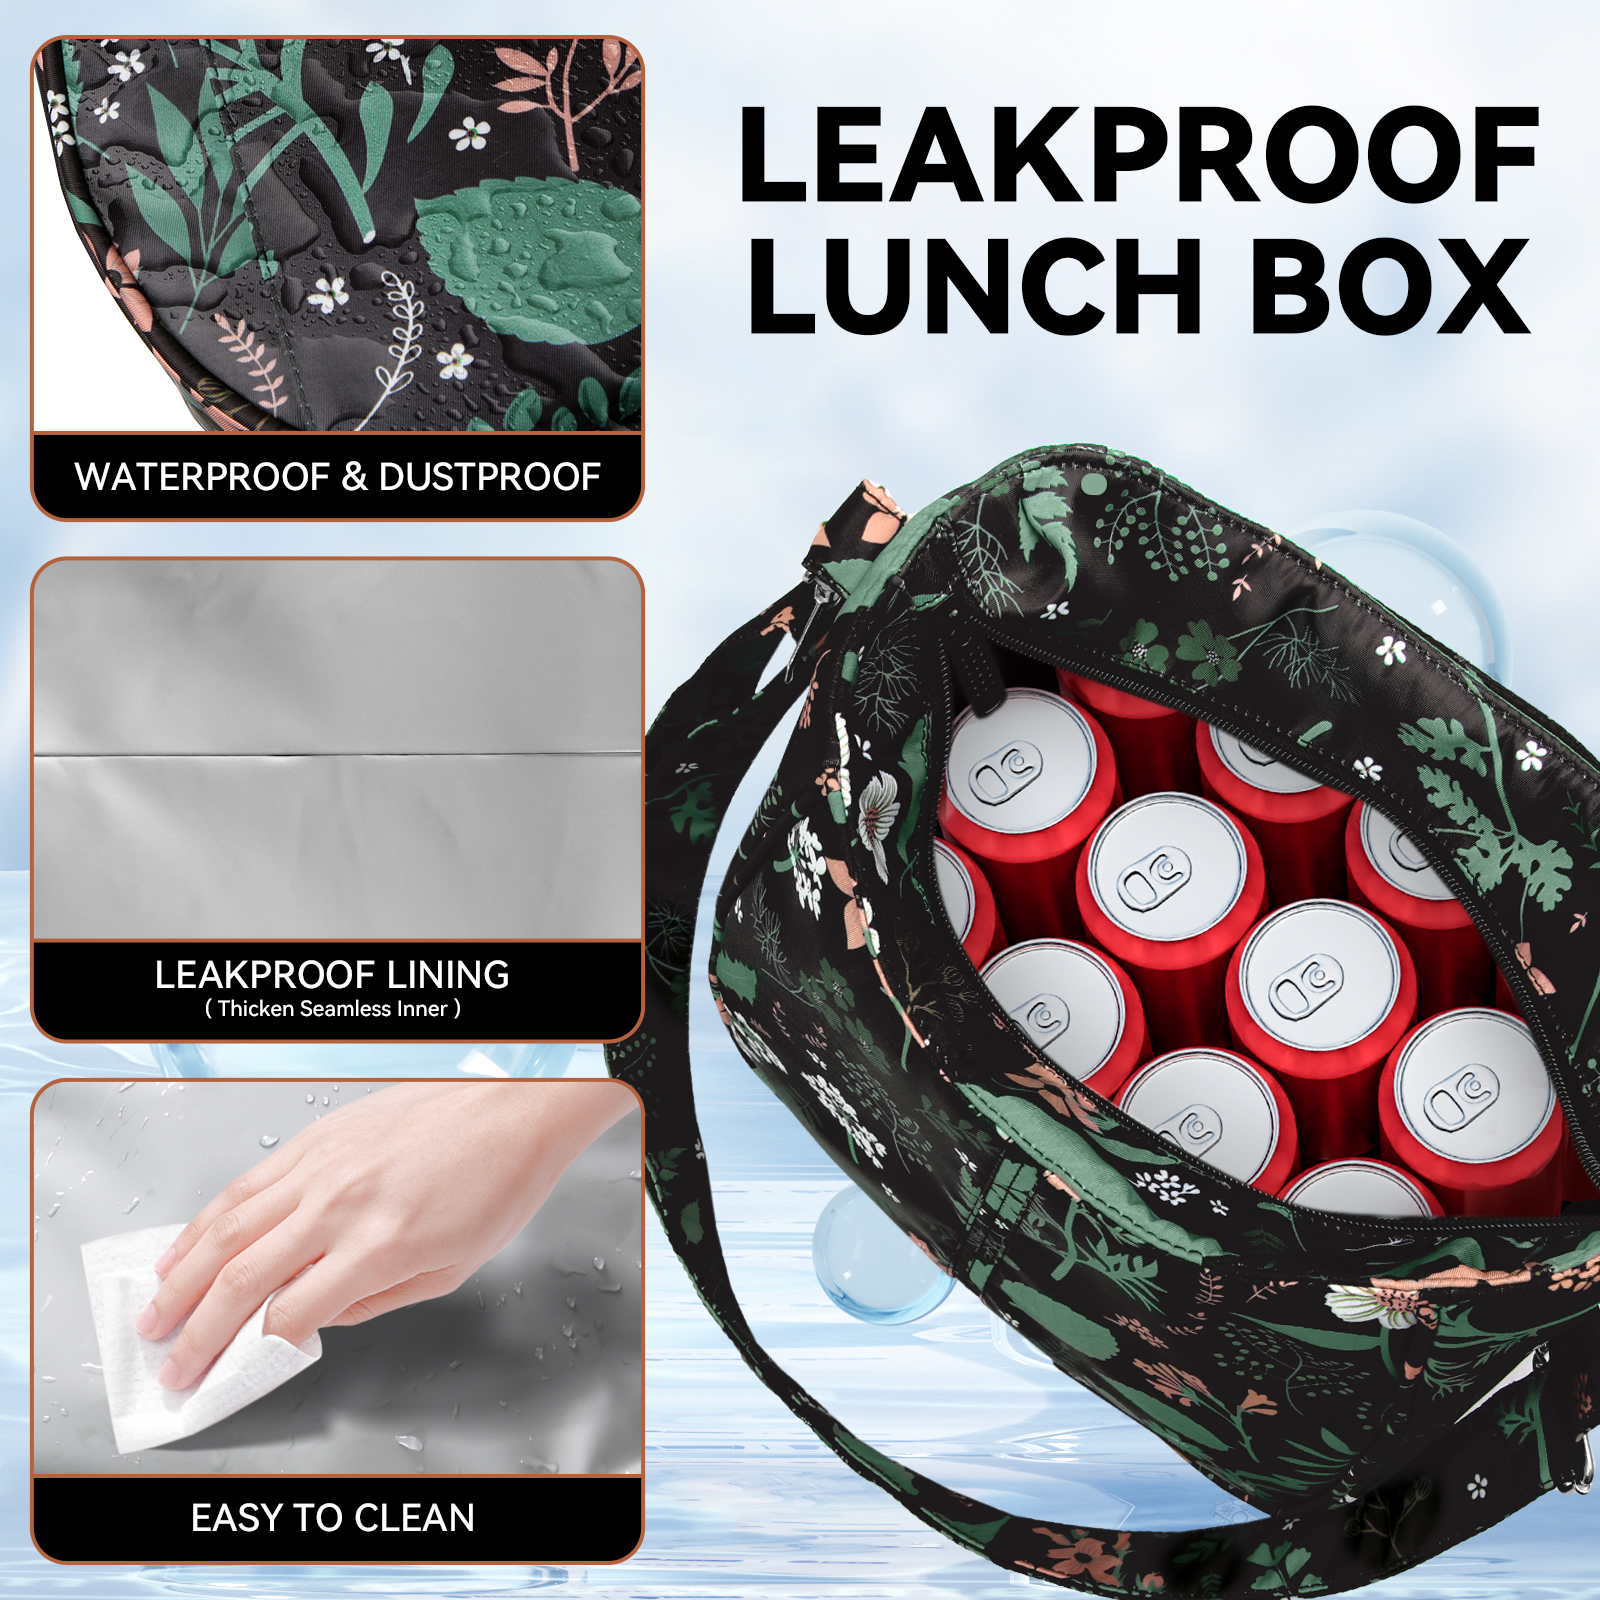 LEAKPROOF
LUNCH BOX
WATERPROOF & DUSTPROOF
LEAKPROOF LINING
( Thicken Seamless Inner )
EASY TO CLEAN